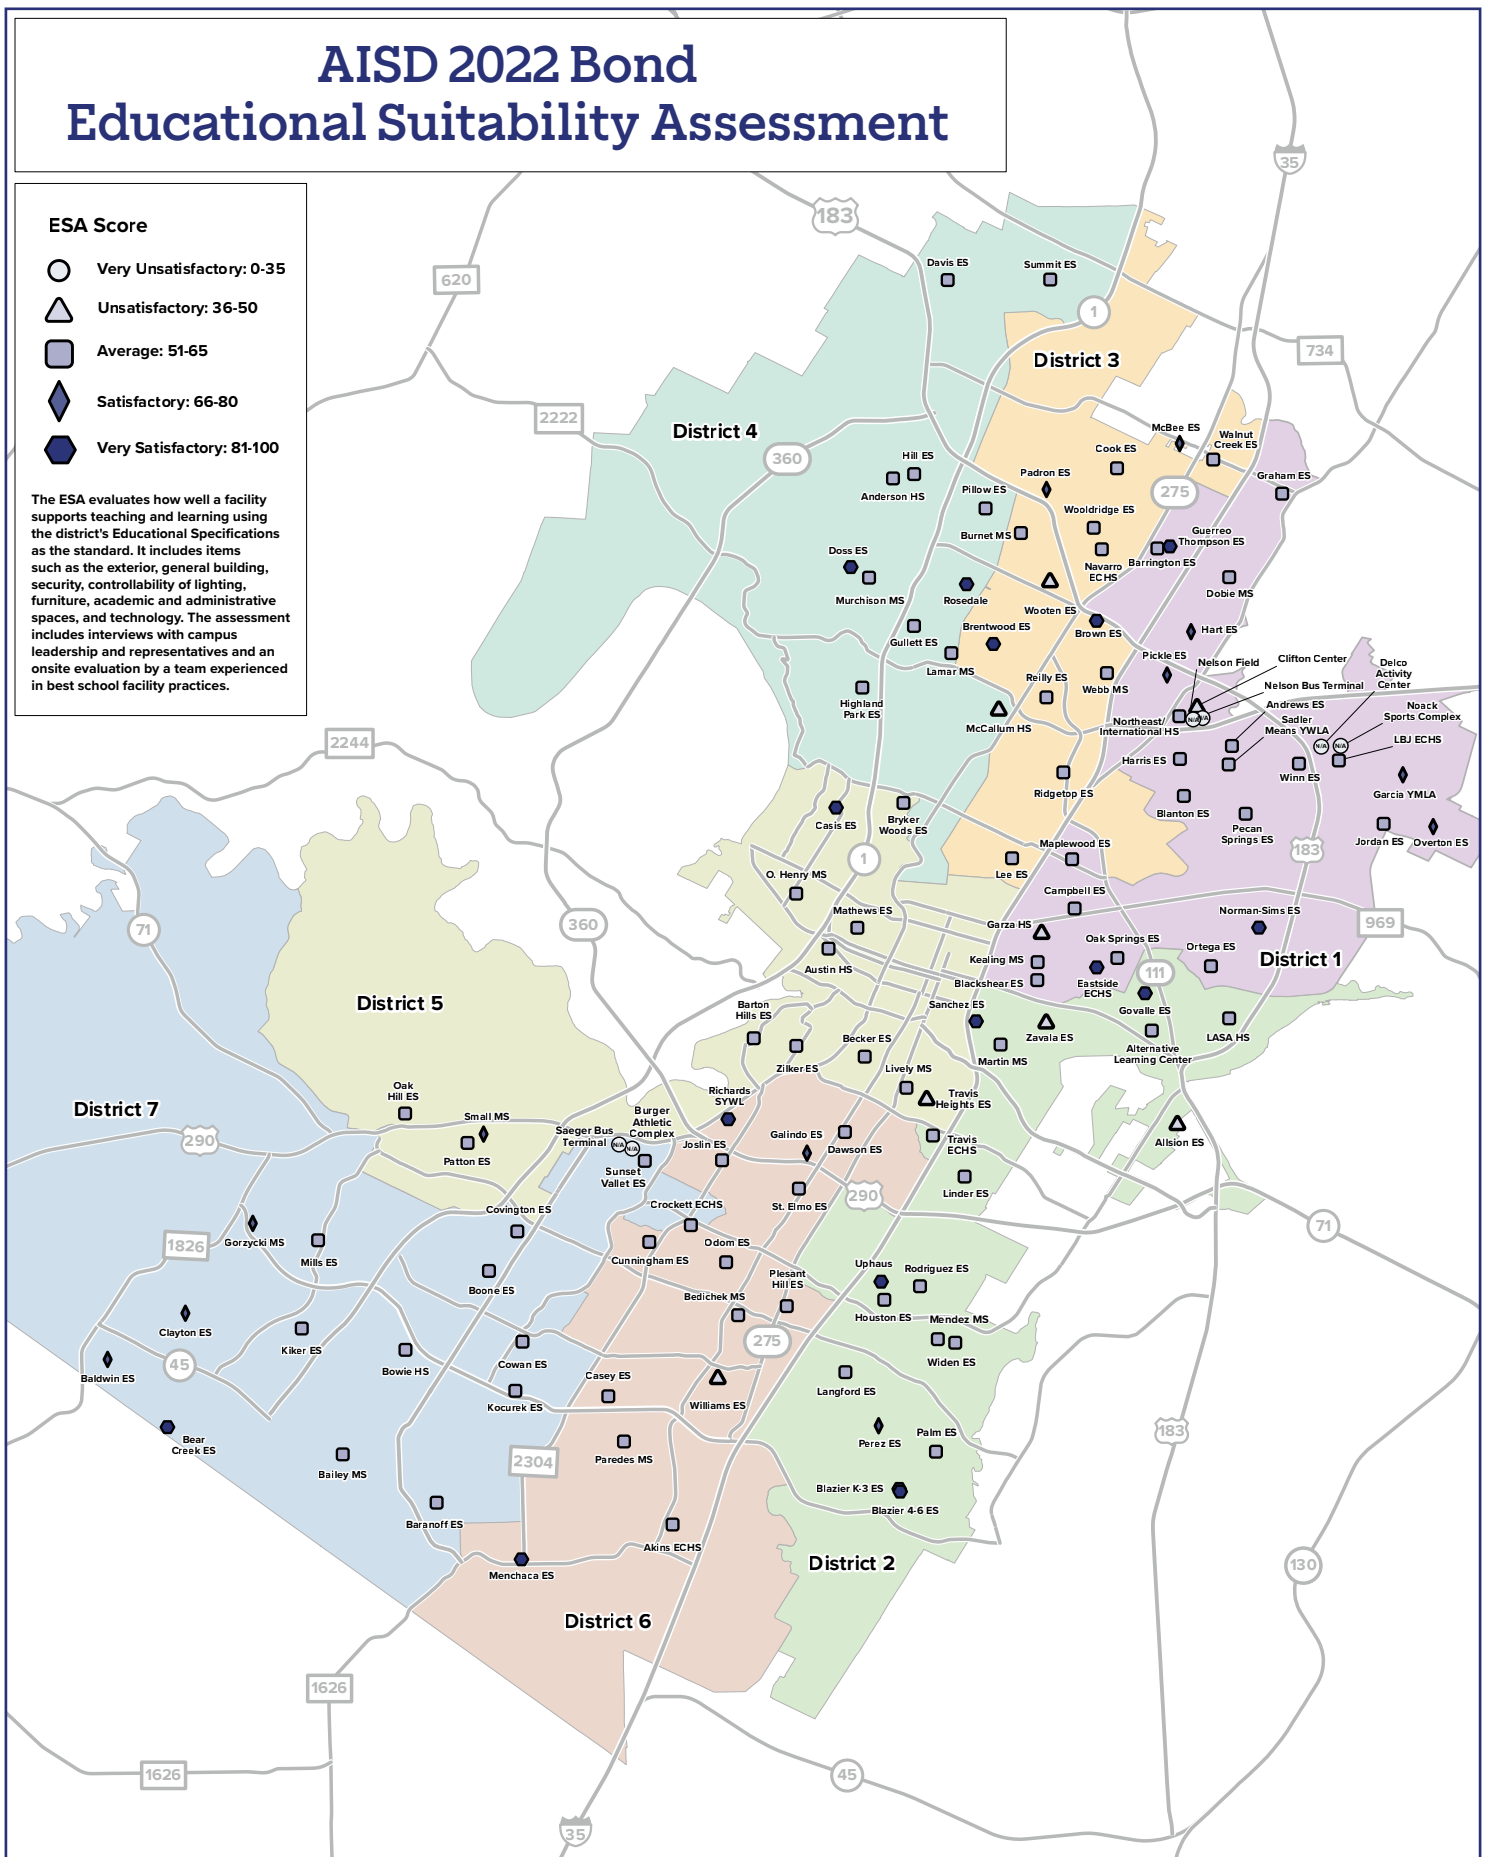 AISD 2022 Bond
Educational Suitability Assessment
ESA Score
Very Unsatisfactory: 0-35
Unsatisfactory: 36-50
Average: 51-65
Satisfactory: 66-80
Very Satisfactory: 81-100
The ESA evaluates how well a facility
supports teaching and learning using
the district's Educational Specifications
as the standard. It includes items
such as the exterior, general building,
security, controllability of lighting,
furniture, academic and administrative
spaces, and technology. The assessment
includes interviews with campus
leadership and representatives and an
onsite evaluation by a team experienced
in best school facility practices.
35
183
620
Davis ES
Summit ES
1
734
District 3
2222
District 4
360
McBee ES
Walnut
Creek ES
Cook ES
Hill ES
Anderson HS
Padron ES
Graham ES
275
Pillow ES
Wooldridge ES
Burnet MS
Guerreo
Thompson ES
Navarro
ECHS
Barrington ES
Doss ES
Murchison MS
Rosedale
Dobie MS
Wooten ES
Brentwood ES
Brown ES
Hart ES
Gullett ES
Lamar MS
Pickle ES
Nelson Field
Clifton Center
Delco
Activity
Center
Nelson Bus Terminal
Reilly ES
Webb MS
Highland
Park ES
McCallum HS
Northeast/
International HS
N/A
N/A
Andrews ES
Sadler
Means YWLA
Noack
Sports Complex
N/A
N/A
LBJ ECHS
2244
Harris ES
Winn ES
Ridgetop ES
Garcia YMLA
Casis ES
Bryker
Woods ES
Blanton ES
Pecan
Springs ES
Jordan ES
Overton ES
1
Maplewood ES
183
Lee ES
O. Henry MS
Campbell ES
71
360
Mathews ES
Garza HS
Norman-Sims ES
969
Austin HS
Kealing MS
Oak Springs ES
Ortega ES
District 1
Blackshear ES
Eastside
ECHS
111
District 5
Barton
Hills ES
Sanchez ES
Govalle ES
Zavala ES
LASA HS
Becker ES
Martin MS
Alternative
Learning Center
Zilker ES
Lively MS
Oak
Hill ES
Richards
SYWL
Travis
Heights ES
District 7
Small MS
Burger
Athletic
Complex
Saeger Bus
Terminal
N/A
N/A
290
Patton ES
Joslin ES
Galindo ES
Dawson ES
Travis
ECHS
Allsion ES
Sunset
Vallet ES
Linder ES
290
St. Elmo ES
Crockett ECHS
Covington ES
71
Gorzycki MS
1826
Mills ES
Cunningham ES
Odom ES
Uphaus
Rodriguez ES
Boone ES
Plesant
Hill ES
Bedichek MS
Houston ES
Mendez MS
Clayton ES
275
Kiker ES
Widen ES
45
Cowan ES
Bowie HS
Baldwin ES
Casey ES
Langford ES
Kocurek ES
Williams ES
Bear
Creek ES
Perez ES
Palm ES
183
2304
Paredes MS
Bailey MS
Blazier K-3 ES
Blazier 4-6 ES
Baranoff ES
Akins ECHS
Menchaca ES
District 2
130
District 6
1626
1626
45
35